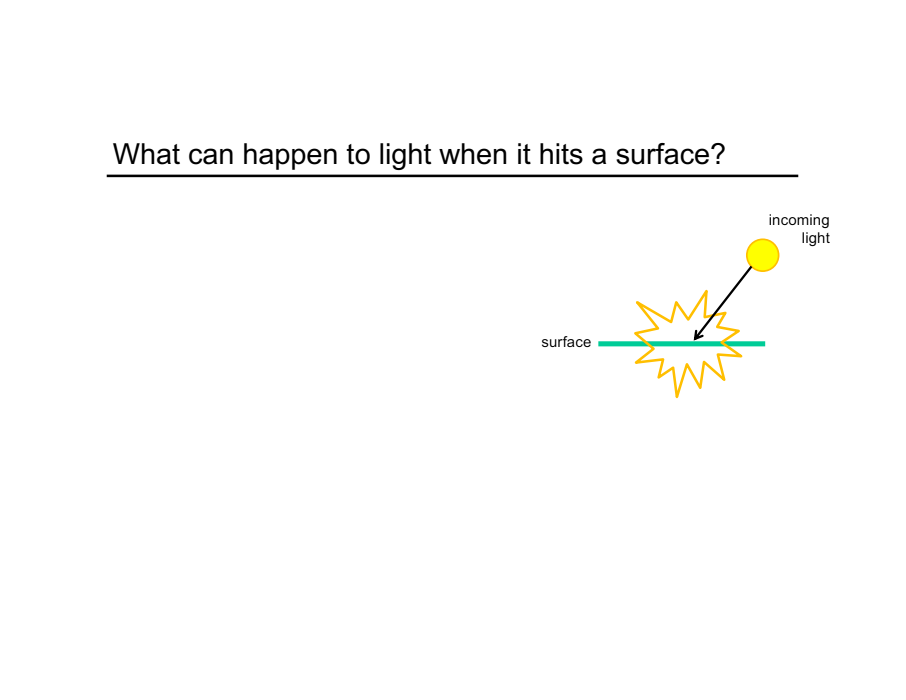 What can happen to light when it hits a surface?
incoming
light
surface